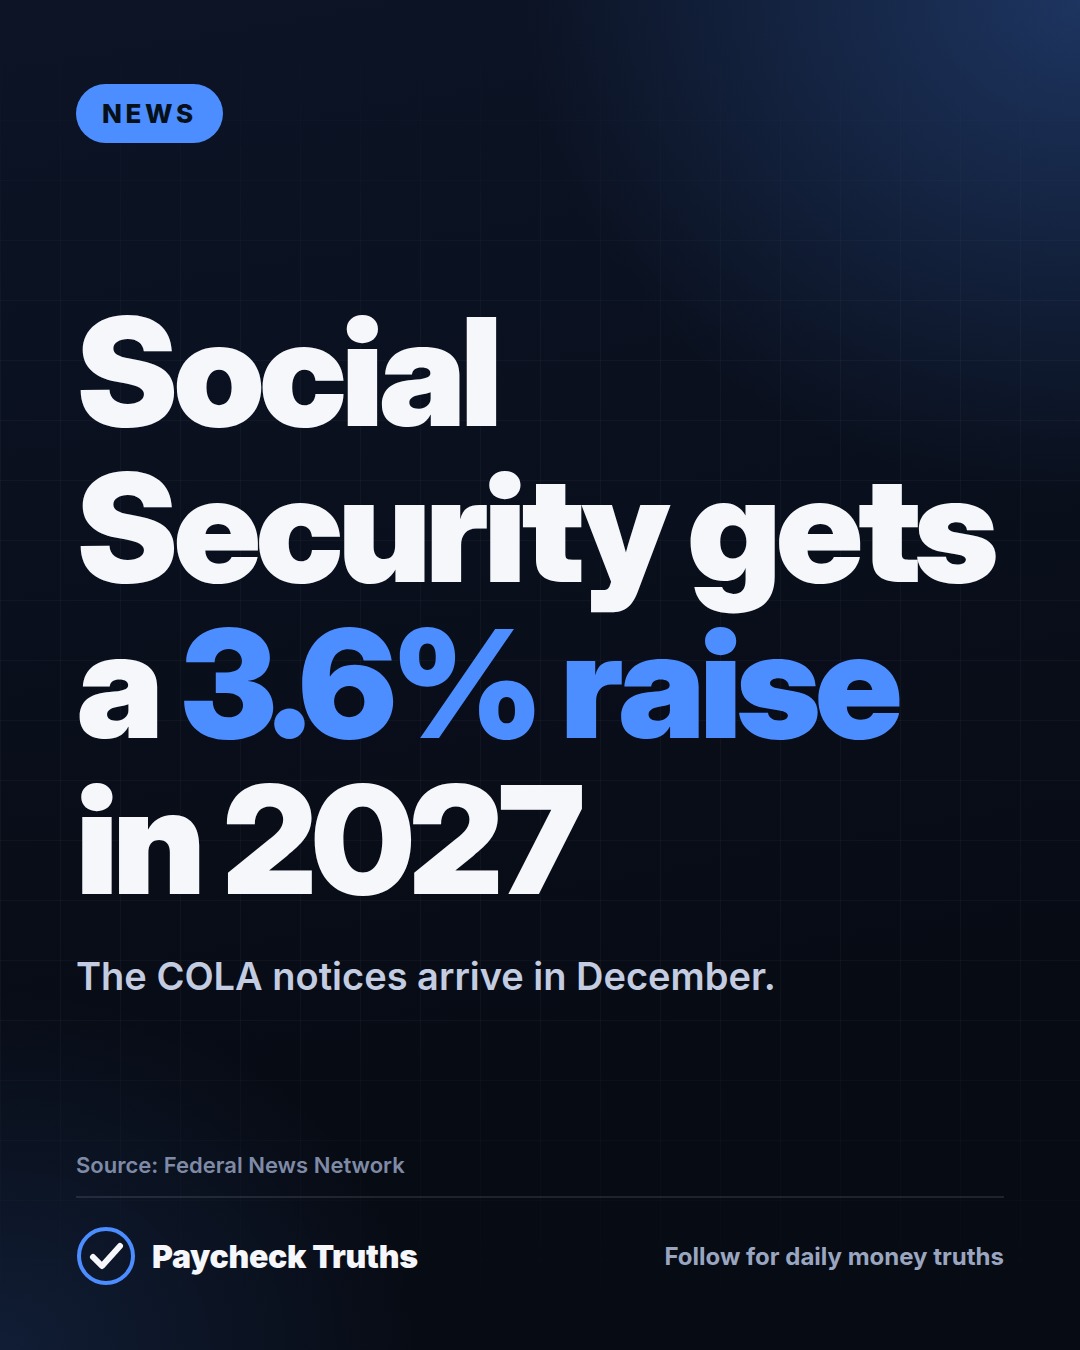 NEWS
Social
Security gets
a 3.6% raise
in 2027
The COLA notices arrive in December.
Source: Federal News Network
Paycheck Truths
Follow for daily money truths